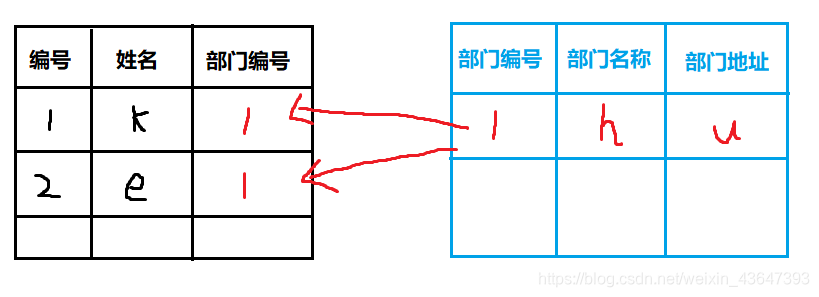 编号 姓名 部门编号 部门编号 部门名称 部门地址
1 k 1 1 h u
2 e 1
https://blog.csdn.net/weixin_43647393